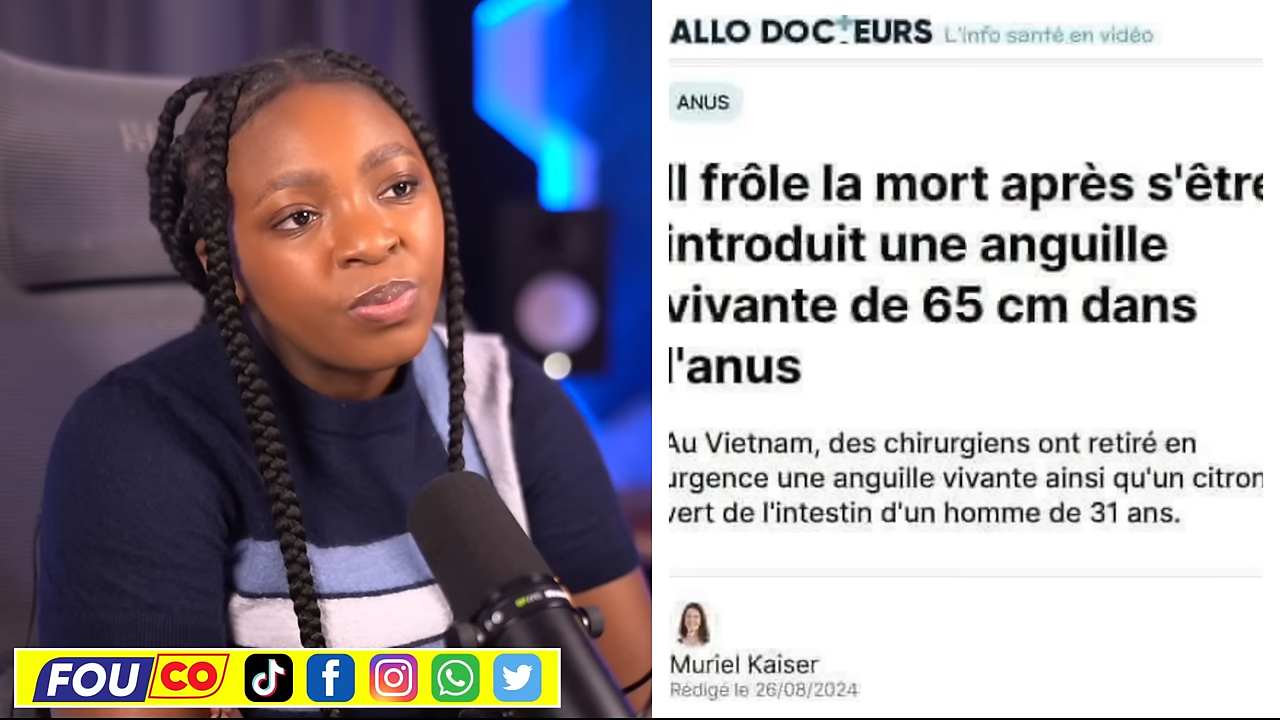 ALLO DOCTEURS L'info santé en vidéo
ANUS
Il frôle la mort après s'être
introduit une anguille
vivante de 65 cm dans
l'anus
Au Vietnam, des chirurgiens ont retiré en
urgence une anguille vivante ainsi qu'un citron
vert de l'intestin d'un homme de 31 ans.
Muriel Kaiser
Rédigé le 26/08/2024
FOUCO